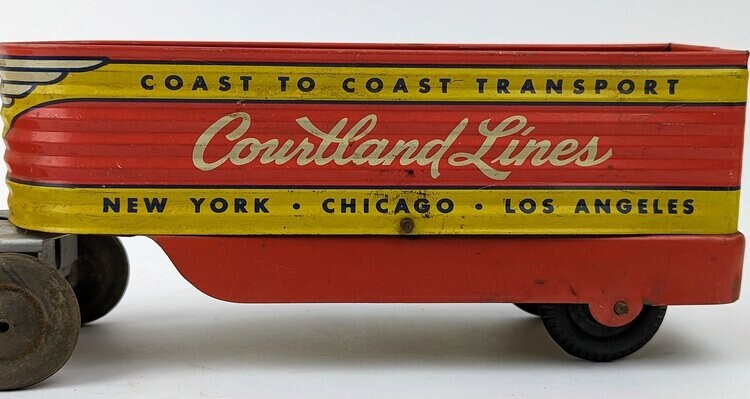 COAST TO COAST TRANSPORT
Courtland Lines
NEW YORK • CHICAGO • LOS ANGELES